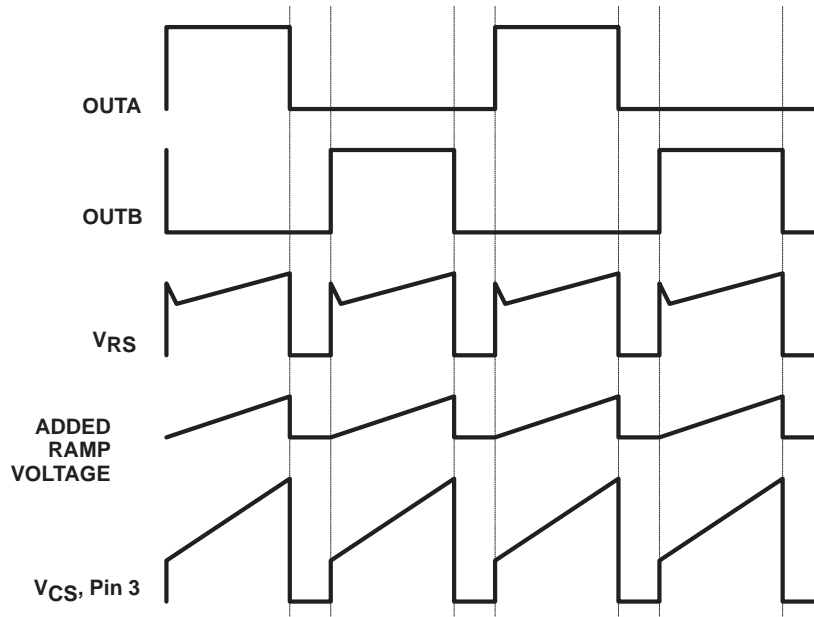 OUTA
OUTB
VRS
ADDED
RAMP
VOLTAGE
VCS, Pin 3